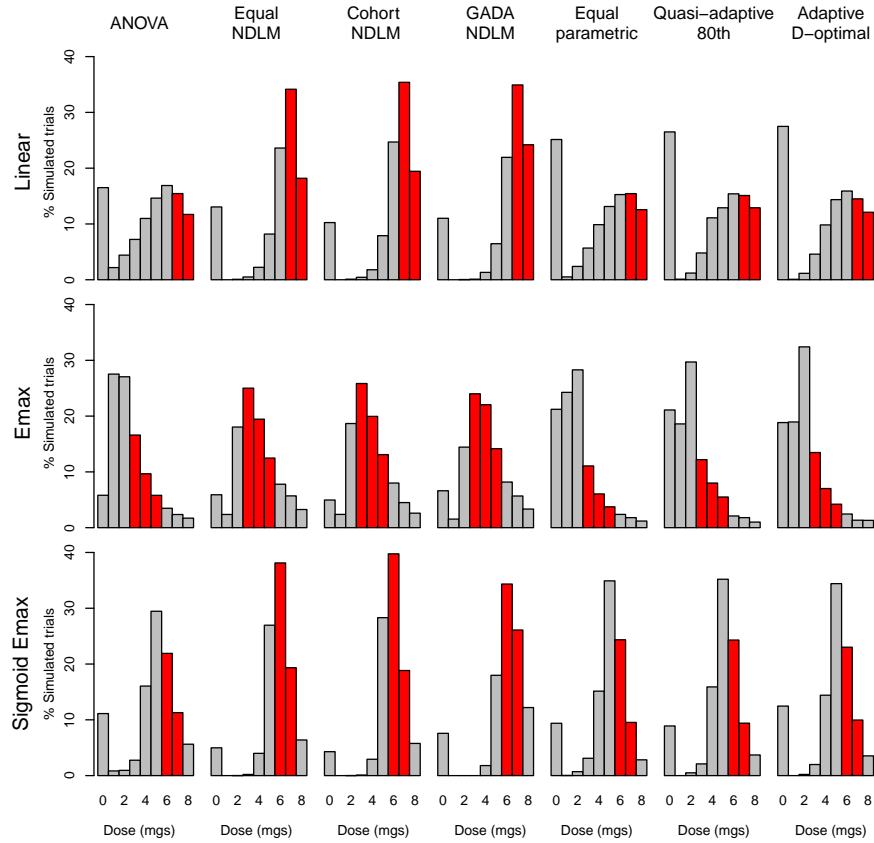 ANOVA
Equal
NDLM
Cohort
NDLM
GADA
NDLM
Equal
parametric
Quasi−adaptive
80th
Adaptive
D−optimal
Linear
% Simulated trials
0 10 20 30 40
Emax
% Simulated trials
0 10 20 30 40
Sigmoid Emax
% Simulated trials
0 10 20 30 40
0 2 4 6 8
0 2 4 6 8
0 2 4 6 8
0 2 4 6 8
0 2 4 6 8
0 2 4 6 8
0 2 4 6 8
Dose (mgs)
Dose (mgs)
Dose (mgs)
Dose (mgs)
Dose (mgs)
Dose (mgs)
Dose (mgs)